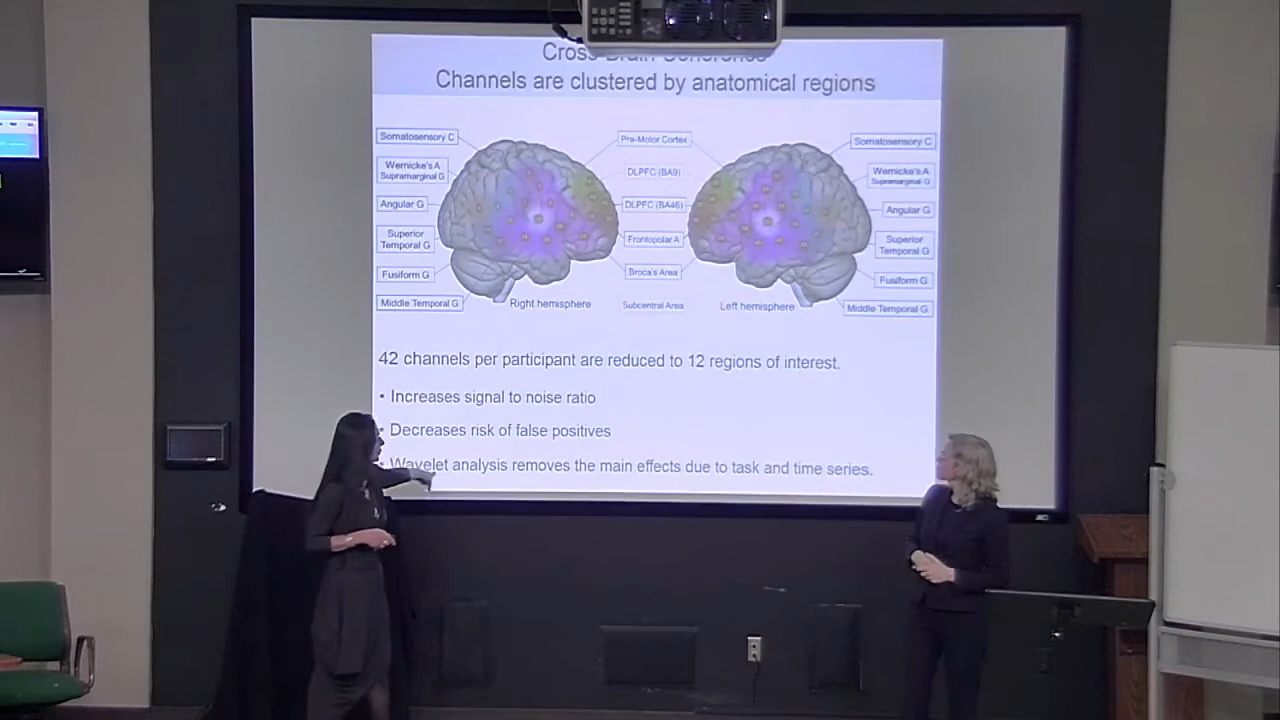 Cross Brain Coherence
Channels are clustered by anatomical regions
Somatosensory C
Wernicke's A
Supramarginal G
Angular G
Superior
Temporal G
Fusiform G
Middle Temporal G
Pre-Motor Cortex
DLPFC (BA9)
DLPFC (BA46)
Frontopolar A
Broca's Area
Subcentral Area
Right hemisphere
Left hemisphere
Somatosensory C
Wernicke's A
Supramarginal G
Angular G
Superior
Temporal G
Fusiform G
Middle Temporal G
42 channels per participant are reduced to 12 regions of interest.
• Increases signal to noise ratio
• Decreases risk of false positives
• Wavelet analysis removes the main effects due to task and time series.